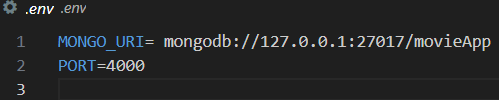 .env .env
1 MONGO_URI= mongodb://127.0.0.1:27017/movieApp
2 PORT=4000
3